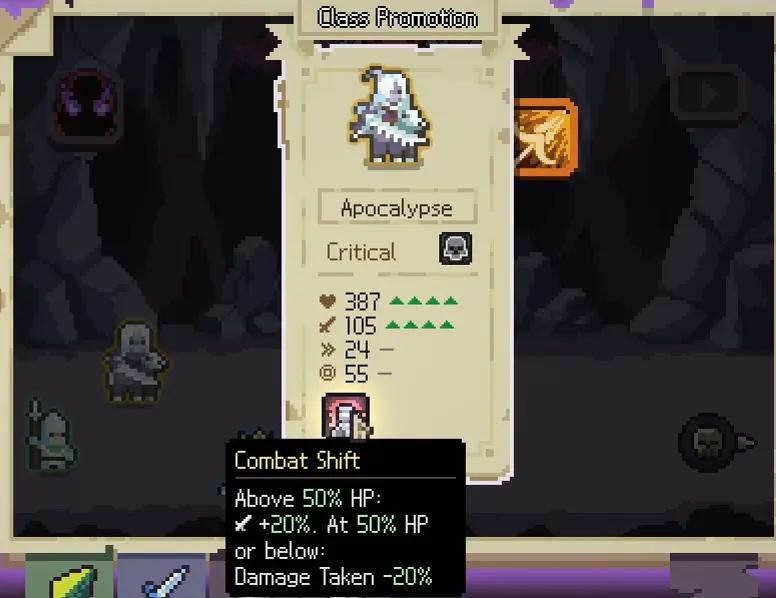 Class Promotion
Apocalypse
Critical
387
105
24 –
55 –
Combat Shift
Above 50% HP:
+20%. At 50% HP
or below:
Damage Taken -20%